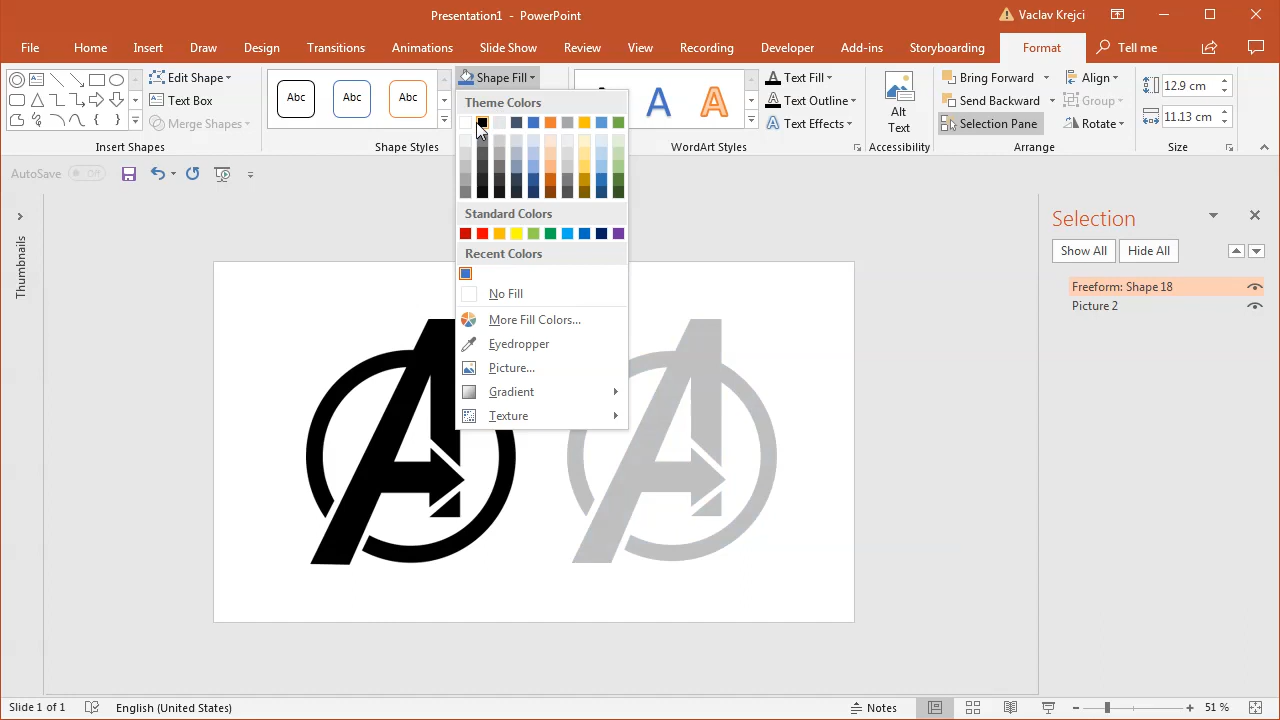 Presentation1 - PowerPoint
Vaclav Krejci
File Home Insert Draw Design Transitions Animations Slide Show Review View Recording Developer Add-ins Storyboarding Format Tell me
Edit Shape
Text Box
Merge Shapes
Insert Shapes
Abc Abc Abc
Shape Styles
Shape Fill
Text Fill
Text Outline
Text Effects
WordArt Styles
Alt
Text
Accessibility
Bring Forward
Send Backward
Selection Pane
Align
Group
Rotate
Arrange
12.9 cm
11.13 cm
Size
AutoSave Off
Theme Colors
Standard Colors
Recent Colors
No Fill
More Fill Colors...
Eyedropper
Picture...
Gradient
Texture
Thumbnails
Selection
Show All Hide All
Freeform: Shape 18
Picture 2
Slide 1 of 1 English (United States) Notes 51 %